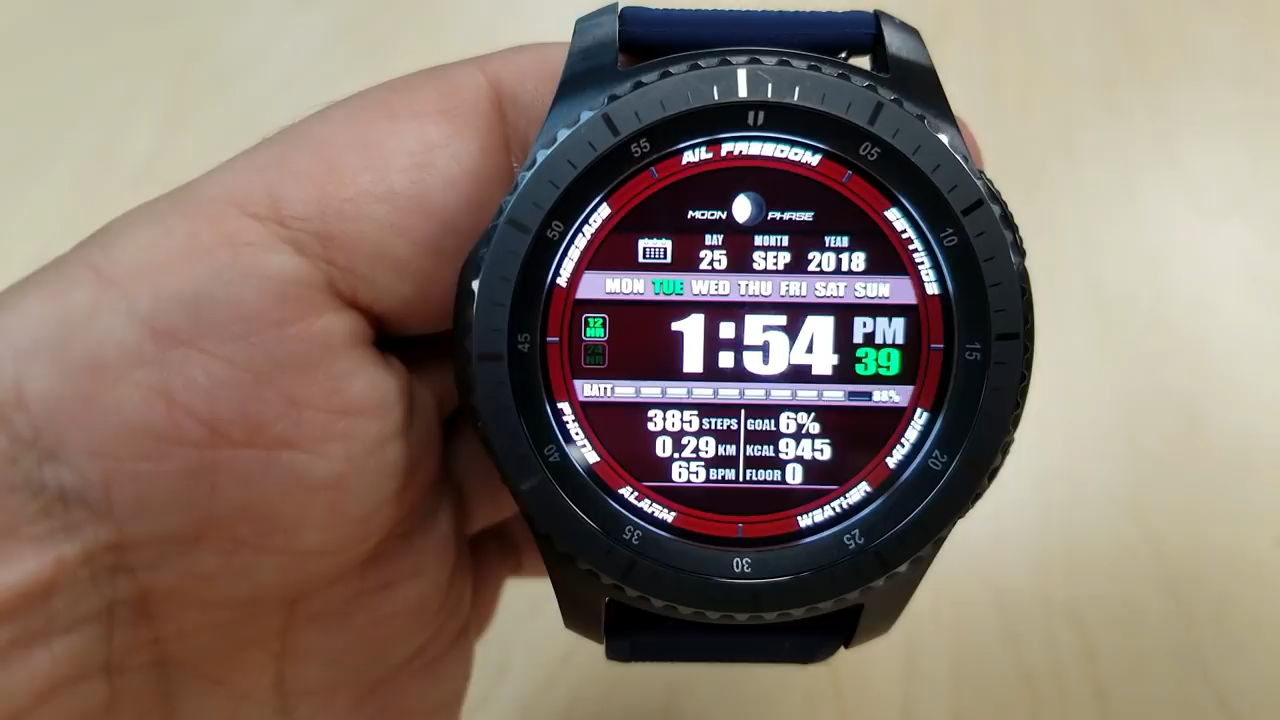 55
05
50
10
45
15
40
20
35
25
30
AIL FREEDOM
MESSAGE
SETTINGS
MOON PHASE
DAY MONTH YEAR
25 SEP 2018
MON TUE WED THU FRI SAT SUN
12 HR
24 HR
1:54 PM
39
BATT 88%
385 STEPS GOAL 6%
0.29 KM KCAL 945
65 BPM FLOOR 0
PHONE
MUSIC
ALARM
WEATHER